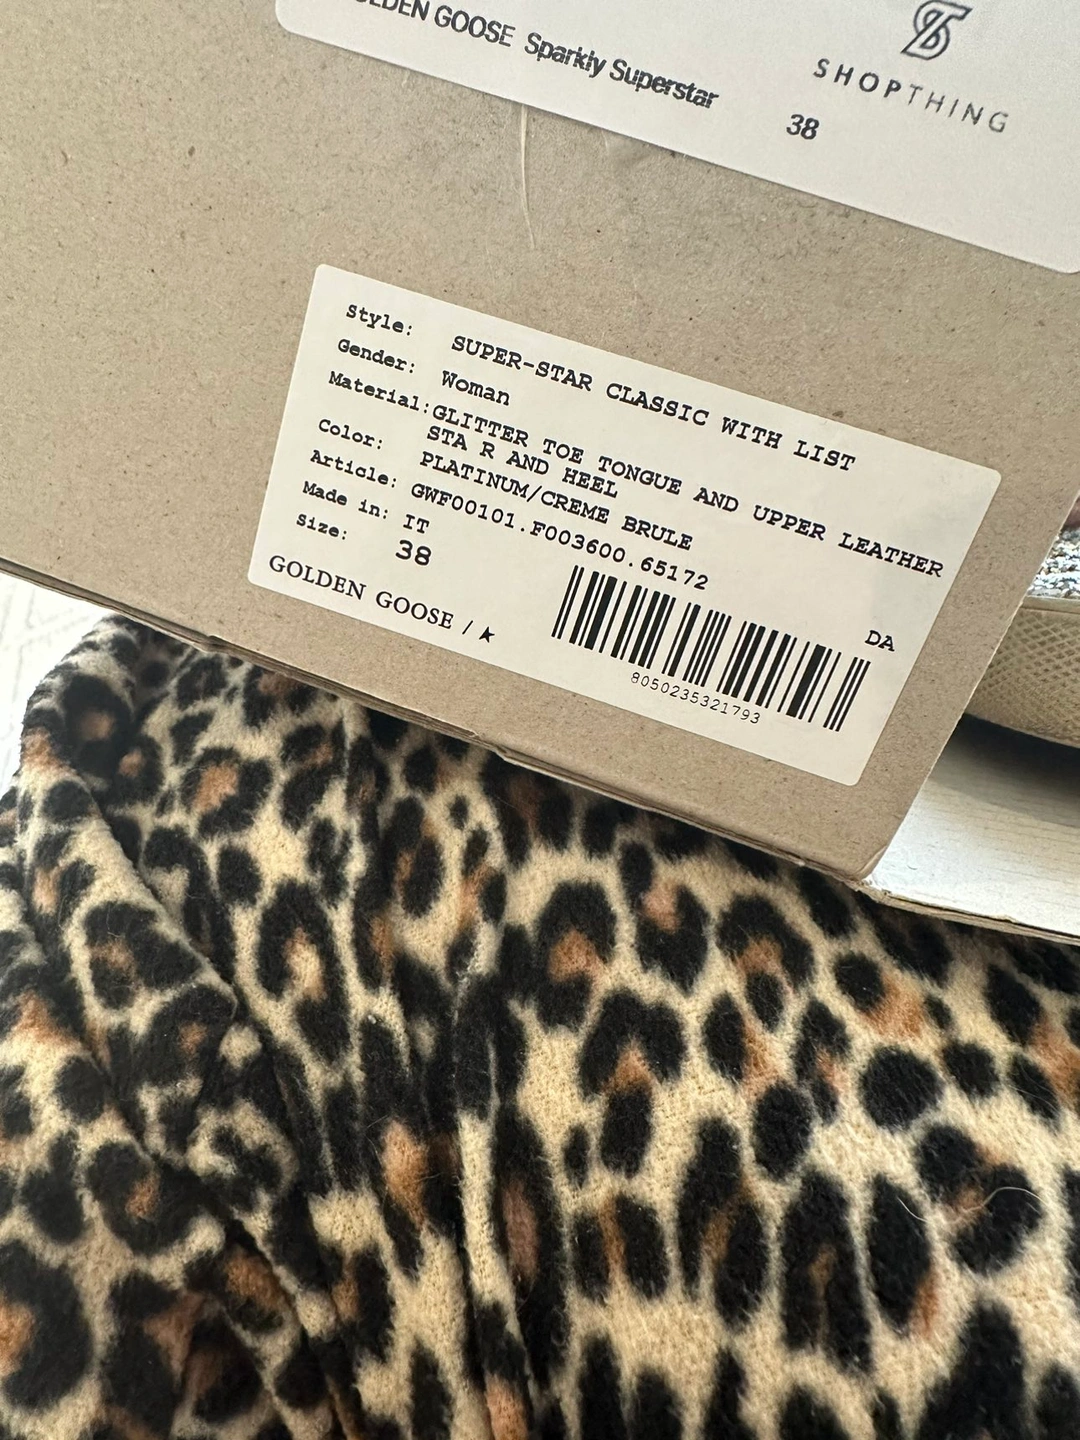 GOLDEN GOOSE Sparkly Superstar
SHOPTHING
38
Style: SUPER-STAR CLASSIC WITH LIST
Gender: Woman
Material: GLITTER TOE TONGUE AND UPPER LEATHER
STA R AND HEEL
Color: PLATINUM/CREME BRULE
Article: GWF00101.F003600.65172
Made in: IT
Size: 38
DA
GOLDEN GOOSE /
8050235321793